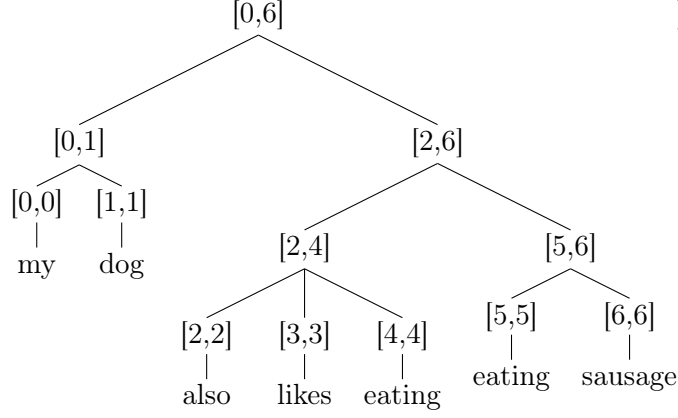 [0,6]
[0,1] [2,6]
[0,0] [1,1]
my dog
[2,4] [5,6]
[2,2] [3,3] [4,4] [5,5] [6,6]
also likes eating eating sausage